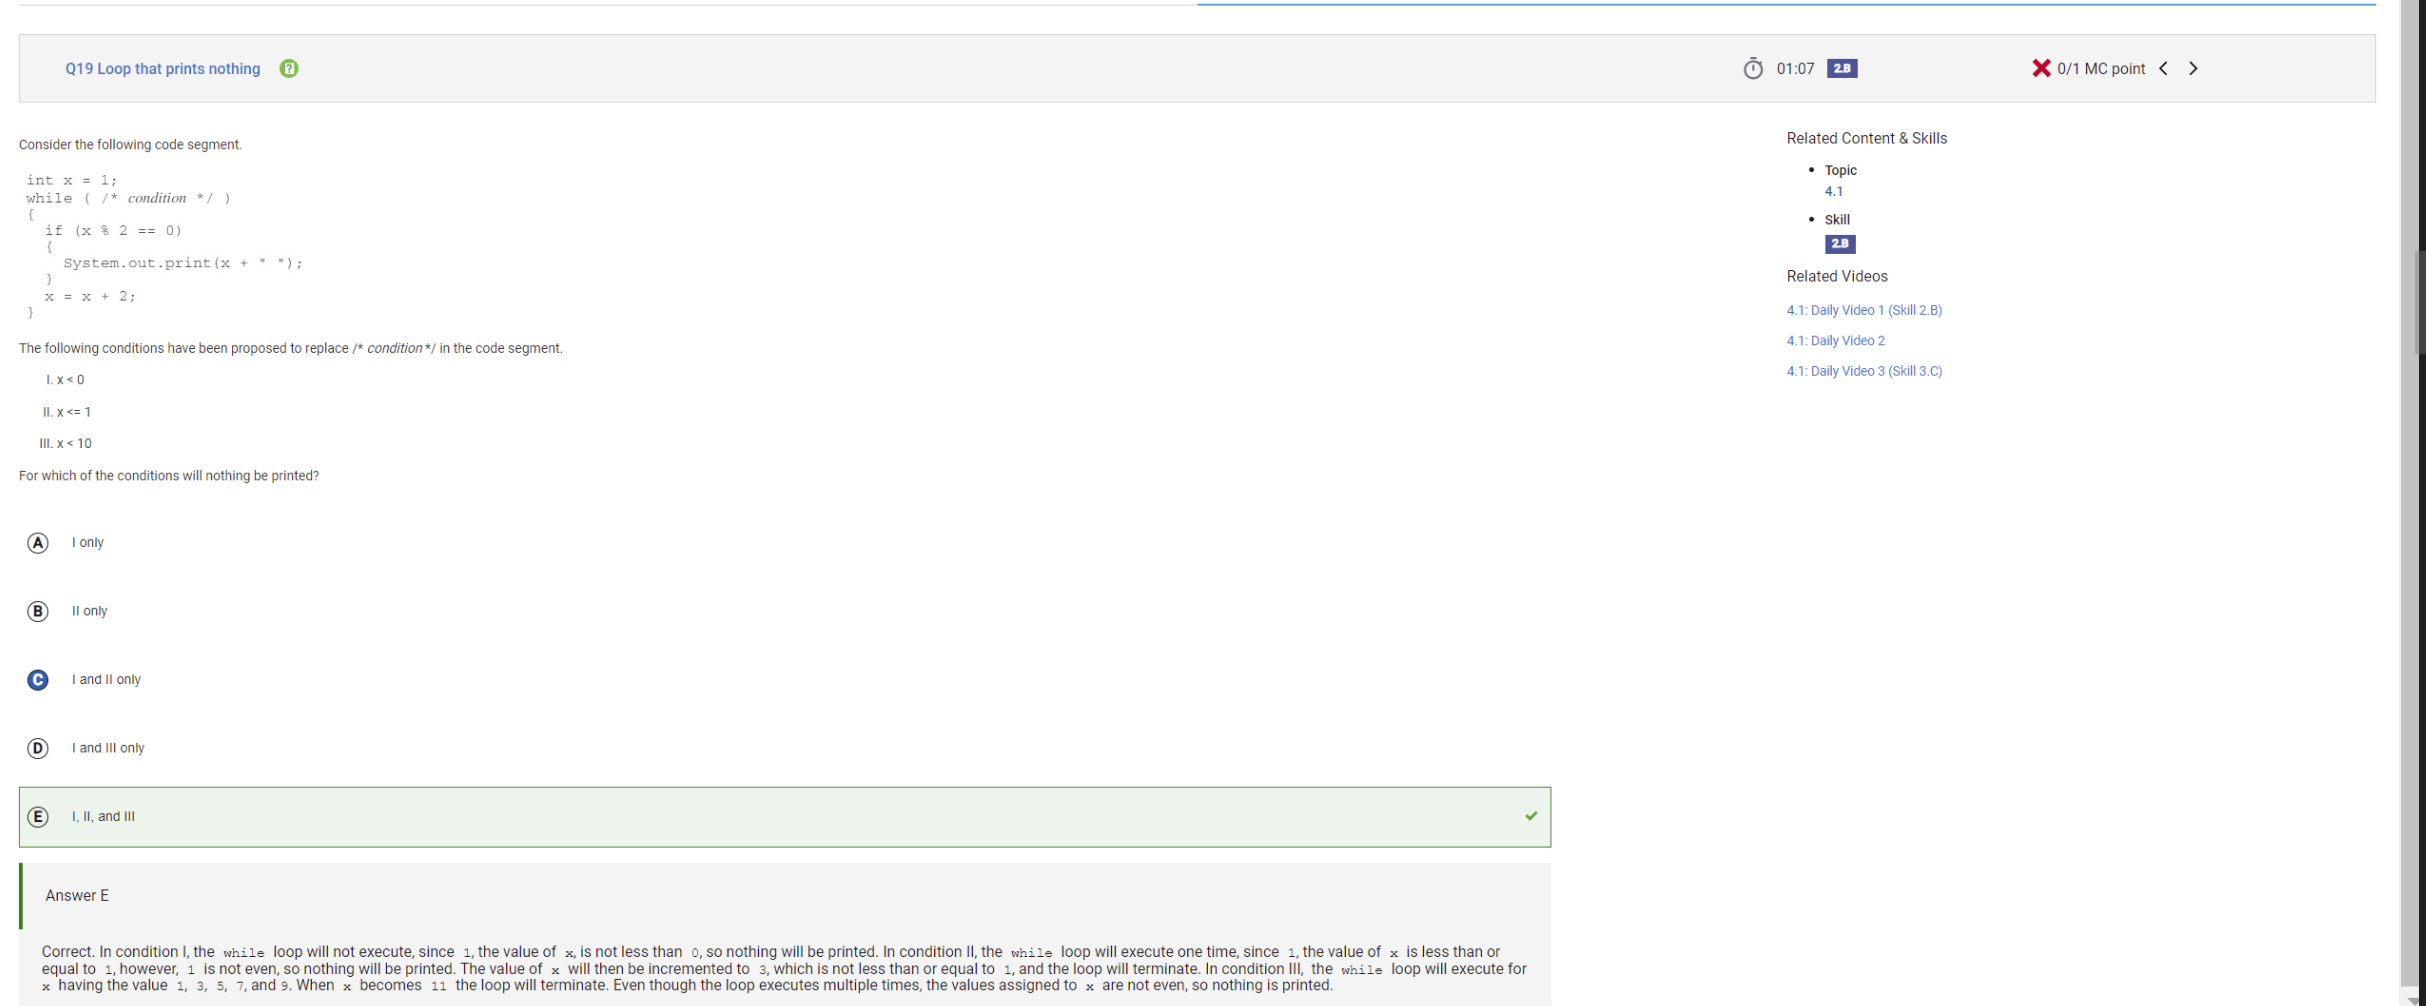 Q19 Loop that prints nothing
01:07 2.B
0/1 MC point
Consider the following code segment.
int x = 1;
while ( /* condition */ )
{
if (x % 2 == 0)
{
System.out.print(x + " ");
}
x = x + 2;
}
The following conditions have been proposed to replace /* condition */ in the code segment.
I. x < 0
II. x <= 1
III. x < 10
For which of the conditions will nothing be printed?
A I only
B II only
C I and II only
D I and III only
E I, II, and III
Answer E
Correct. In condition I, the while loop will not execute, since 1, the value of x, is not less than 0, so nothing will be printed. In condition II, the while loop will execute one time, since 1, the value of x is less than or
equal to 1, however, 1 is not even, so nothing will be printed. The value of x will then be incremented to 3, which is not less than or equal to 1, and the loop will terminate. In condition III, the while loop will execute for
x having the value 1, 3, 5, 7, and 9. When x becomes 11 the loop will terminate. Even though the loop executes multiple times, the values assigned to x are not even, so nothing is printed.
Related Content & Skills
• Topic
4.1
• Skill
2.B
Related Videos
4.1: Daily Video 1 (Skill 2.B)
4.1: Daily Video 2
4.1: Daily Video 3 (Skill 3.C)